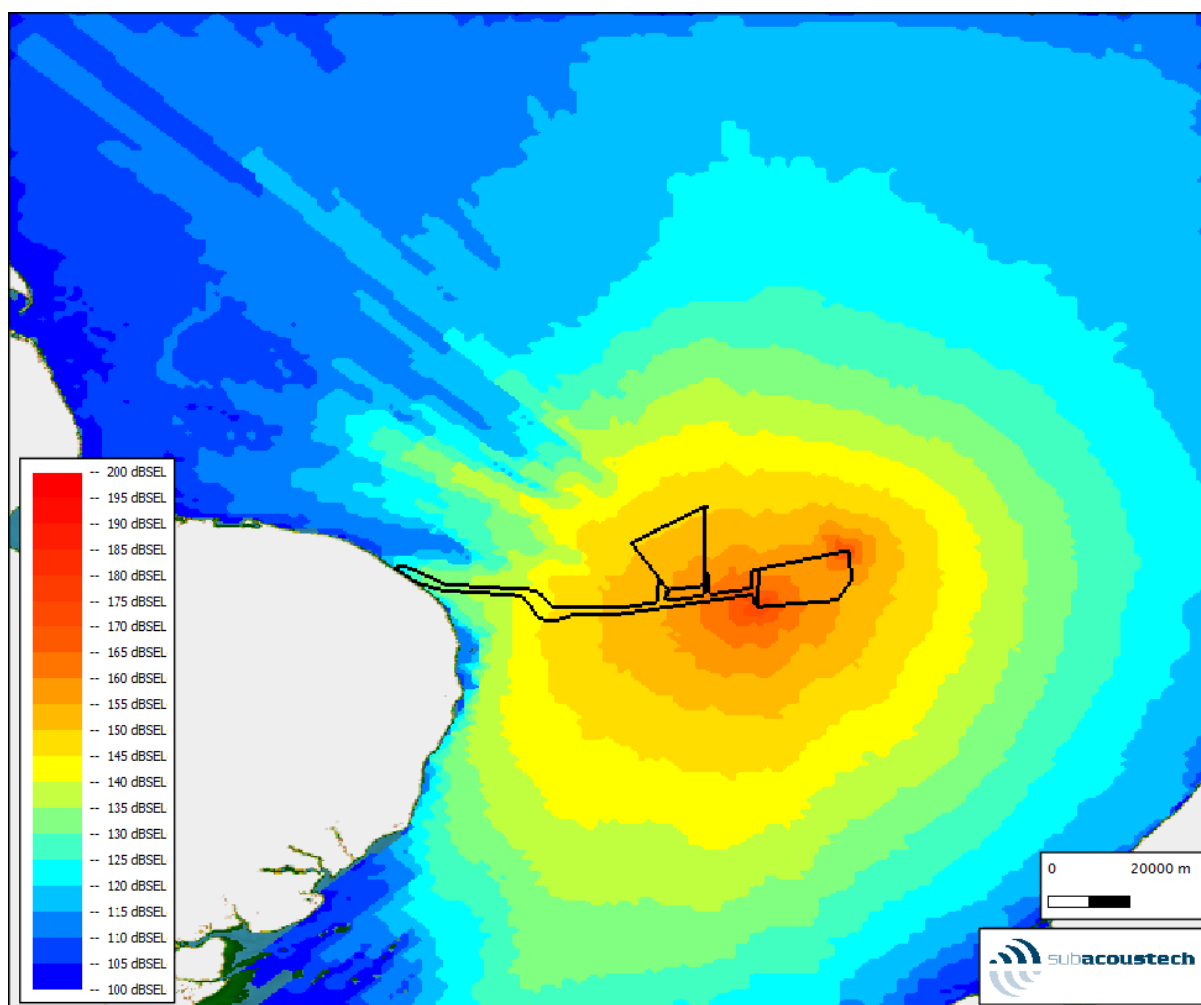 -- 200 dBSEL
-- 195 dBSEL
-- 190 dBSEL
-- 185 dBSEL
-- 180 dBSEL
-- 175 dBSEL
-- 170 dBSEL
-- 165 dBSEL
-- 160 dBSEL
-- 155 dBSEL
-- 150 dBSEL
-- 145 dBSEL
-- 140 dBSEL
-- 135 dBSEL
-- 130 dBSEL
-- 125 dBSEL
-- 120 dBSEL
-- 115 dBSEL
-- 110 dBSEL
-- 105 dBSEL
-- 100 dBSEL
0 20000 m
subacoustech